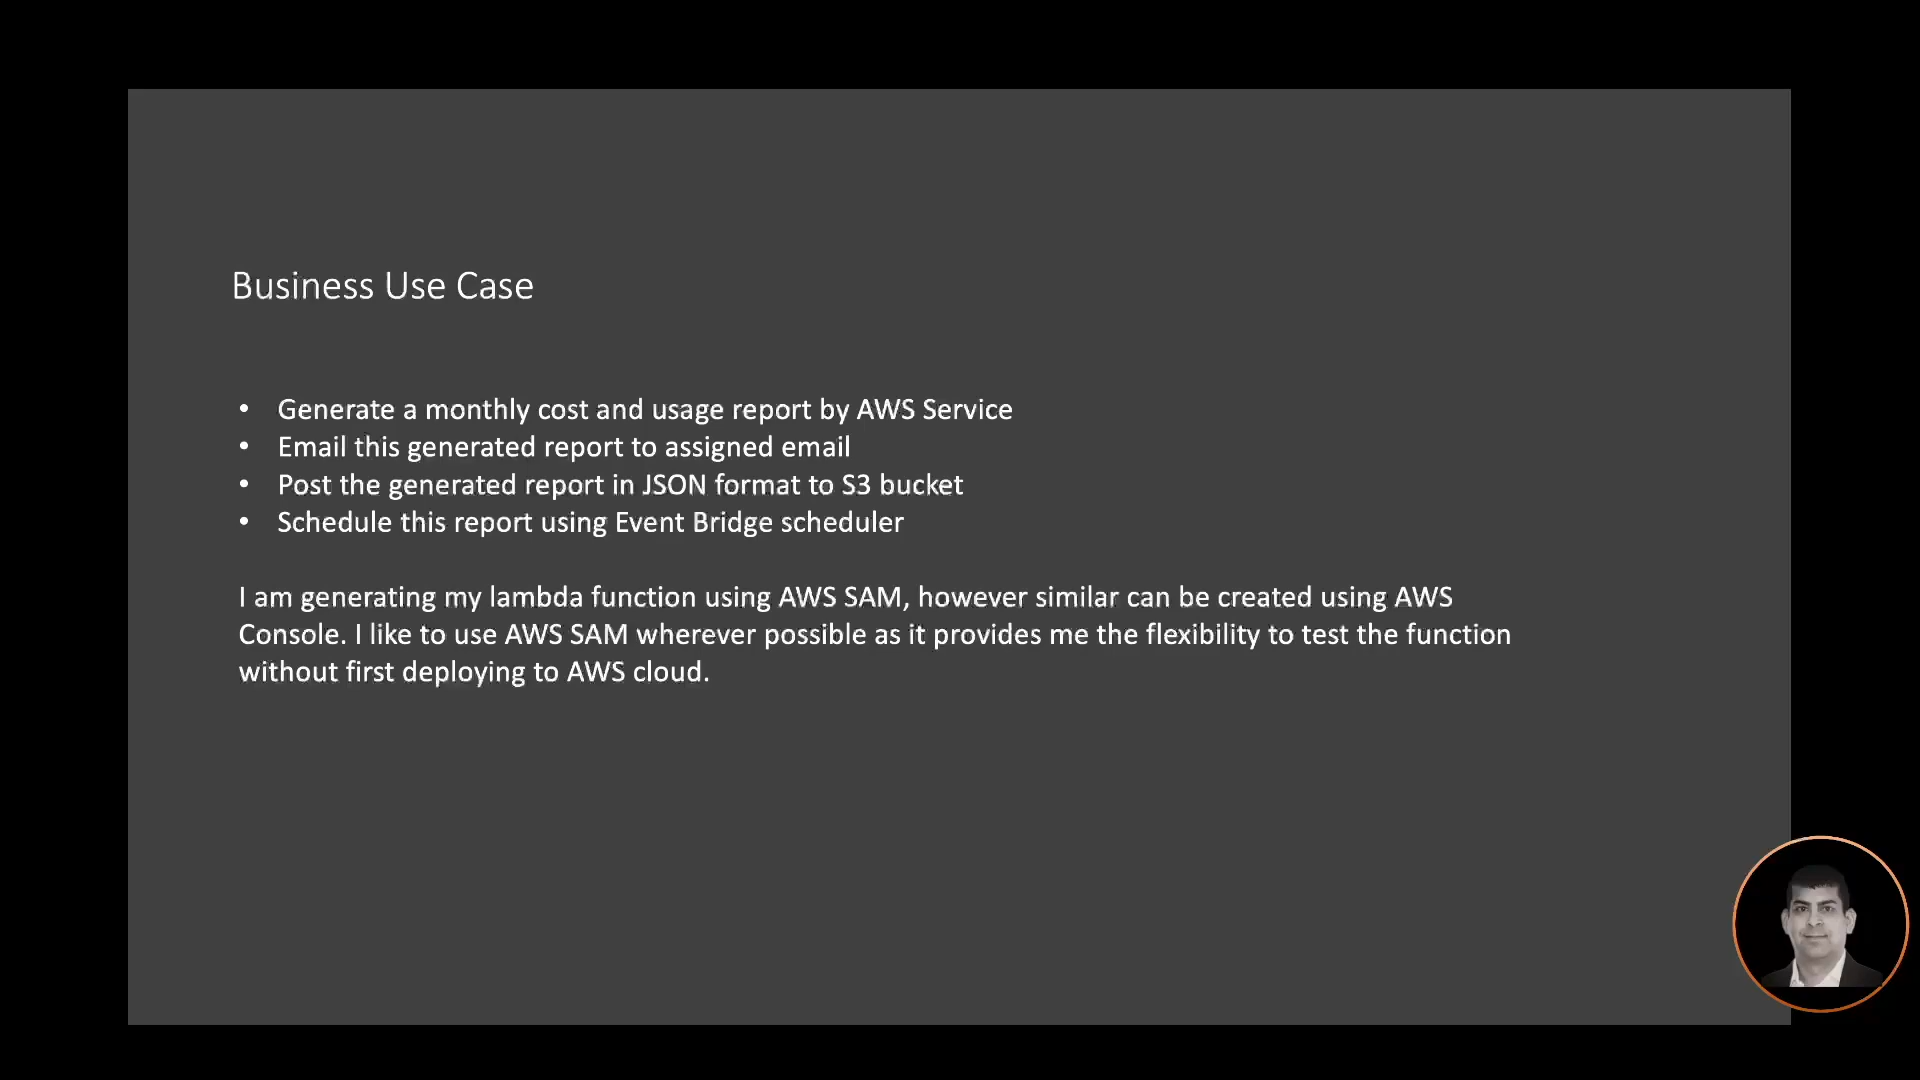 Business Use Case
• Generate a monthly cost and usage report by AWS Service
• Email this generated report to assigned email
• Post the generated report in JSON format to S3 bucket
• Schedule this report using Event Bridge scheduler
I am generating my lambda function using AWS SAM, however similar can be created using AWS
Console. I like to use AWS SAM wherever possible as it provides me the flexibility to test the function
without first deploying to AWS cloud.